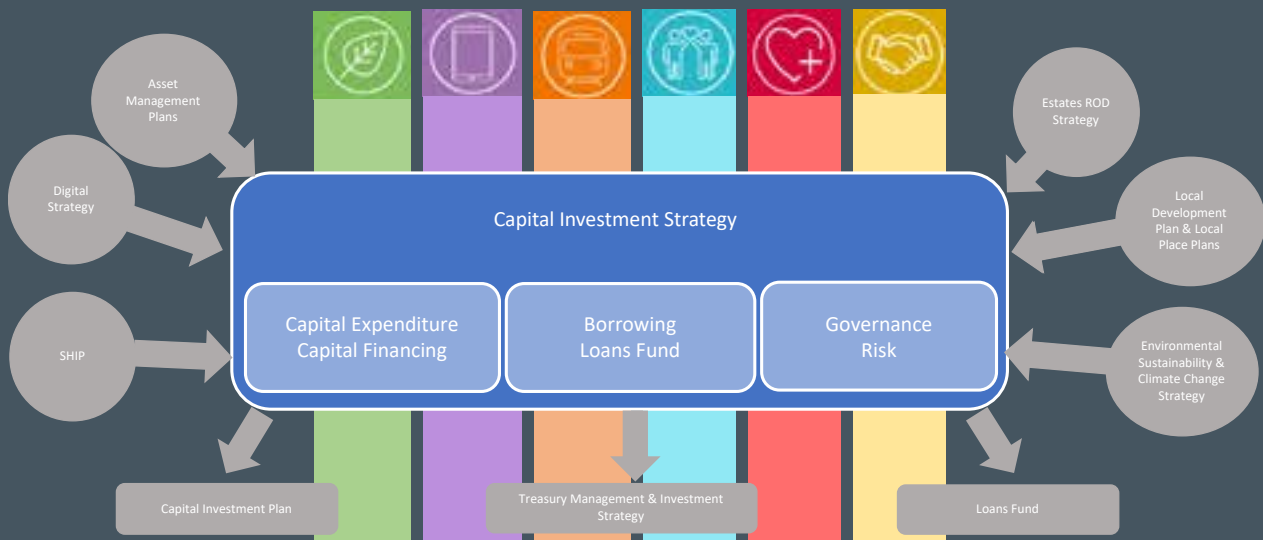 Asset
Management
Plans
Digital
Strategy
SHIP
Estates ROD
Strategy
Local
Development
Plan & Local
Place Plans
Environmental
Sustainability &
Climate Change
Strategy
Capital Investment Strategy
Capital Expenditure
Capital Financing
Borrowing
Loans Fund
Governance
Risk
Capital Investment Plan
Treasury Management & Investment
Strategy
Loans Fund